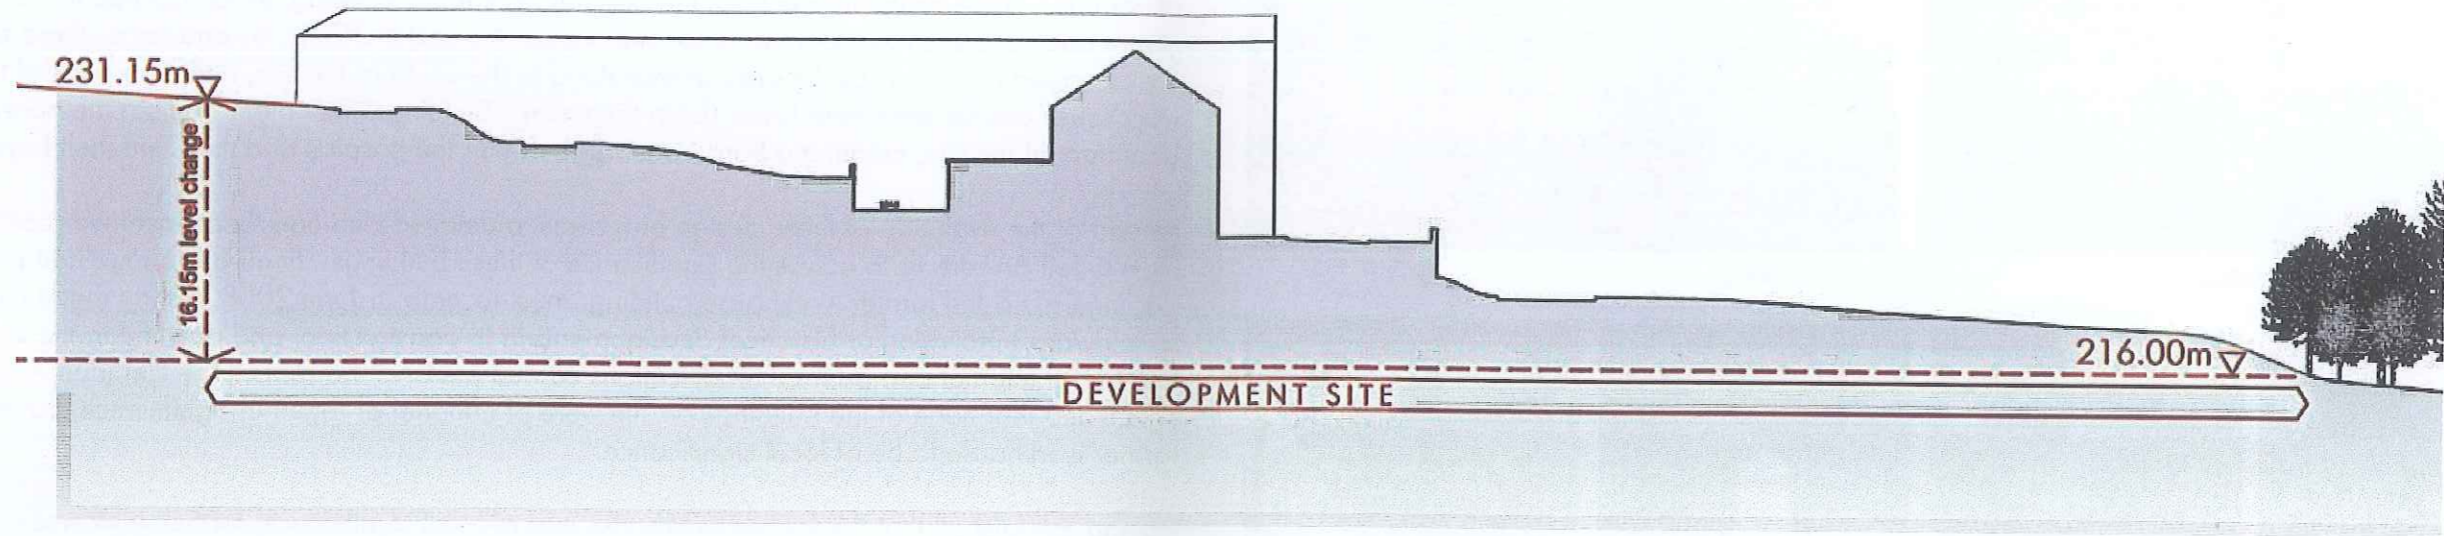 231.15m
16.15m level change
216.00m
DEVELOPMENT SITE